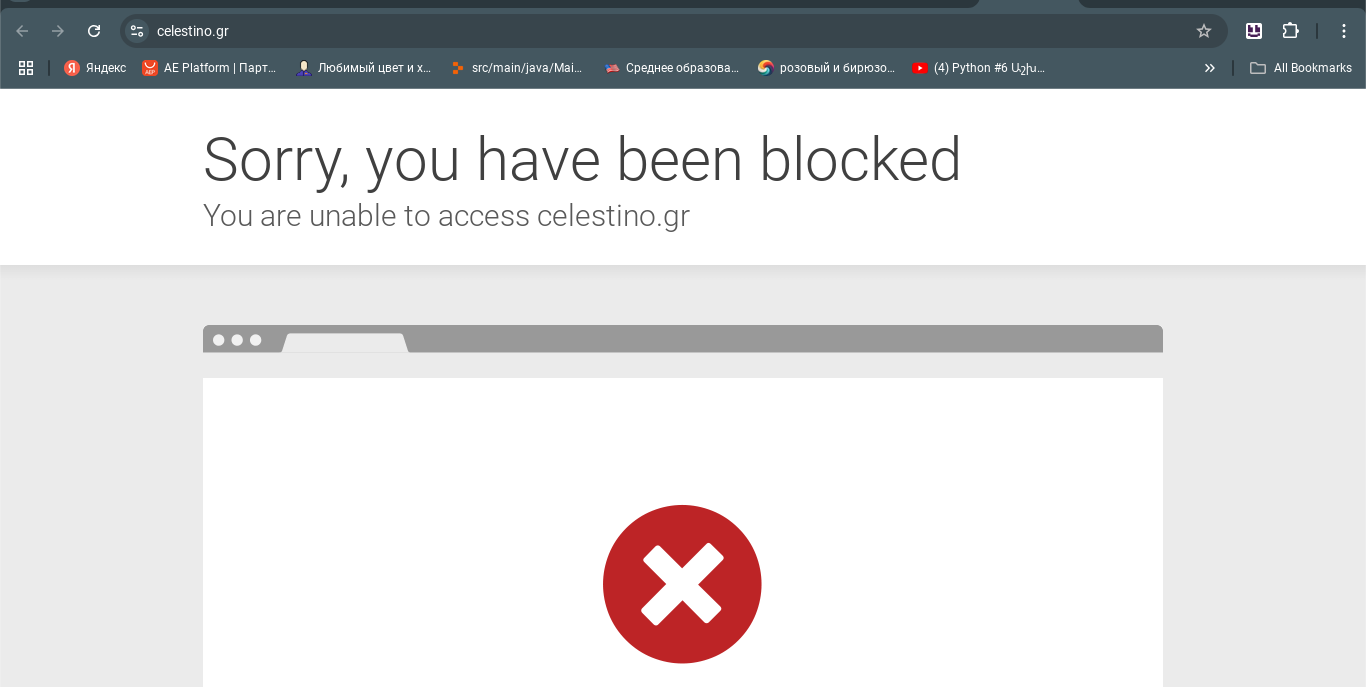 celestino.gr
Яндекс
AE Platform | Парт...
Любимый цвет и х...
src/main/java/Mai...
Среднее образова...
розовый и бирюзо...
(4) Python #6 Աշխ...
All Bookmarks
Sorry, you have been blocked
You are unable to access celestino.gr